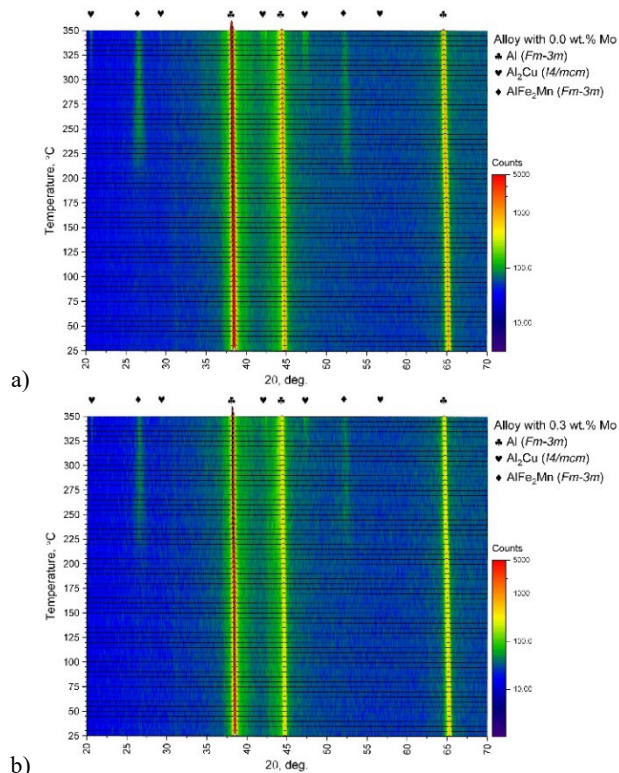 ♥ ♦ ♥ ♣ ♥ ♣ ♥ ♦ ♥ ♣
Alloy with 0.0 wt.% Mo
♣ Al (Fm-3m)
♥ Al₂Cu (I4/mcm)
♦ AlFe₂Mn (Fm-3m)
Temperature, °C
350
325
300
275
250
225
200
175
150
125
100
75
50
25
Counts
5000
1000.0
100.0
10.00
20 25 30 35 40 45 50 55 60 65 70
2θ, deg.
a)
♥ ♦ ♥ ♣ ♥ ♣ ♥ ♦ ♥ ♣
Alloy with 0.3 wt.% Mo
♣ Al (Fm-3m)
♥ Al₂Cu (I4/mcm)
♦ AlFe₂Mn (Fm-3m)
Temperature, °C
350
325
300
275
250
225
200
175
150
125
100
75
50
25
Counts
5000
1000.0
100.0
10.00
20 25 30 35 40 45 50 55 60 65 70
2θ, deg.
b)